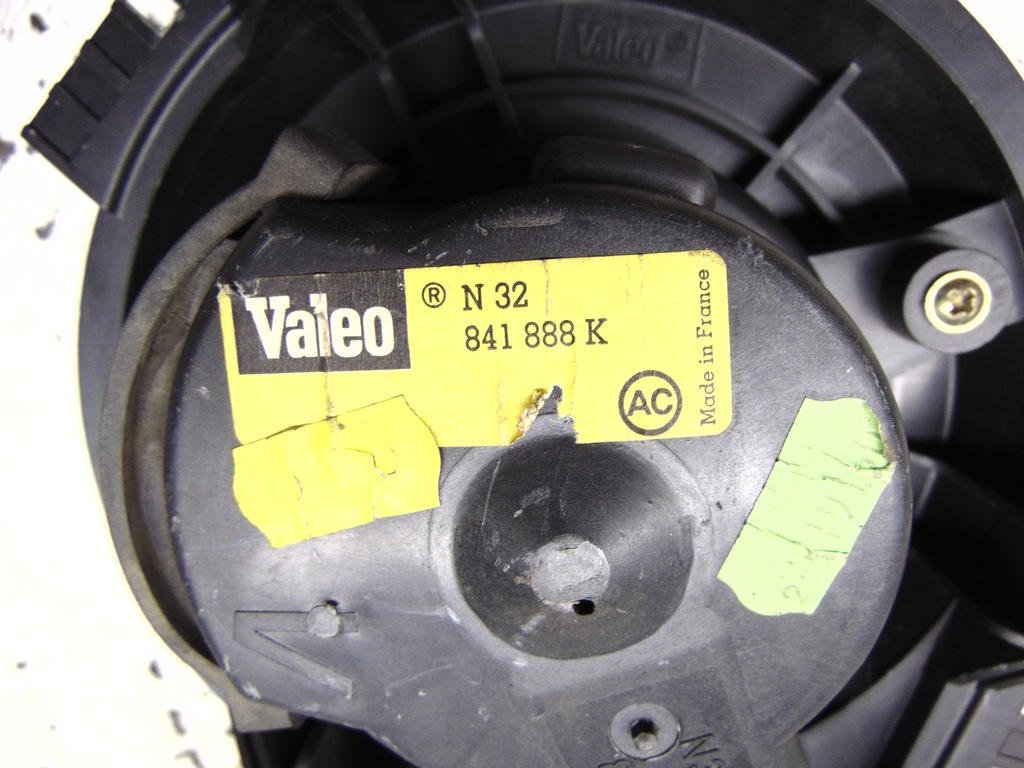 Valeo®
Valeo ® N 32
841 888 K
AC
Made in France